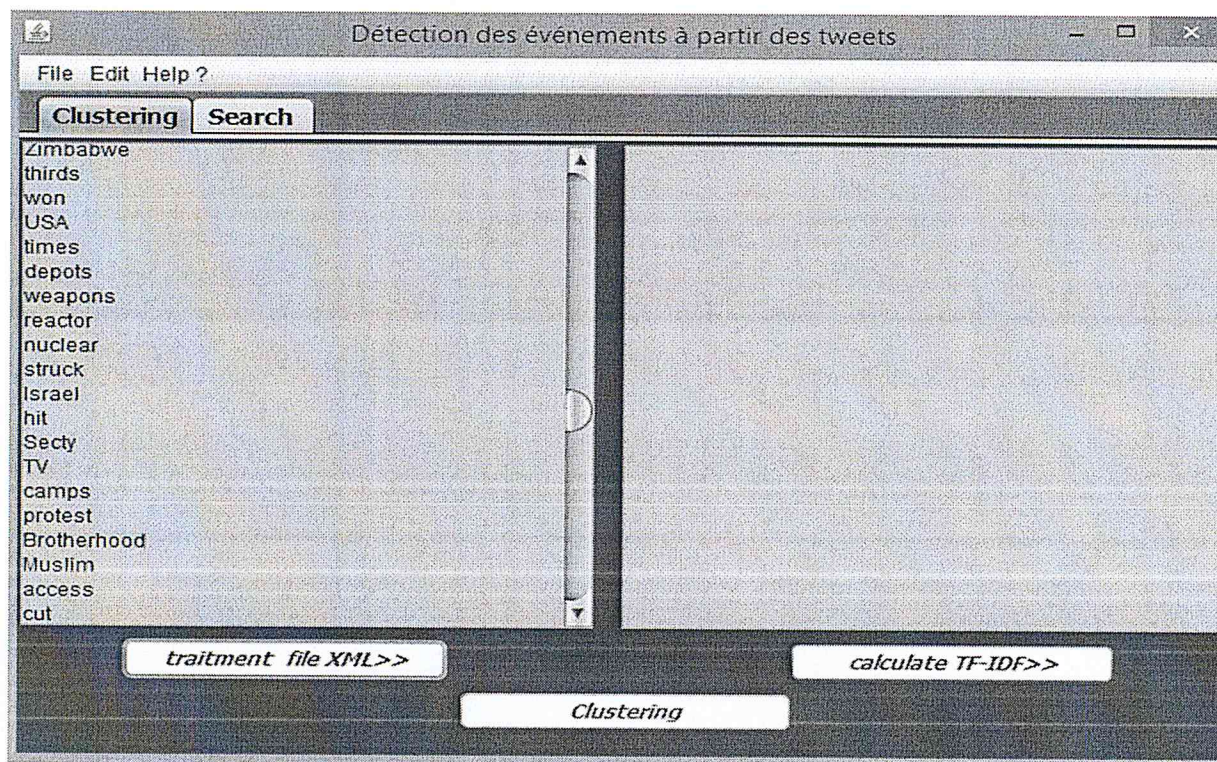 Détection des événements à partir des tweets
File Edit Help ?
Clustering Search
Zimbabwe
thirds
won
USA
times
depots
weapons
reactor
nuclear
struck
Israel
hit
Secty
TV
camps
protest
Brotherhood
Muslim
access
cut
traitment file XML>>
calculate TF-IDF>>
Clustering